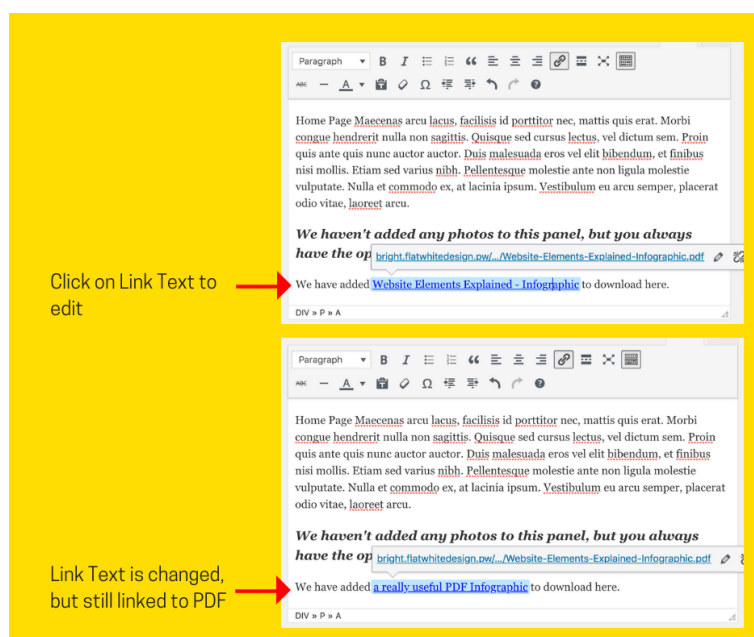 Paragraph
ABC
Home Page Maecenas arcu lacus, facilisis id porttitor nec, mattis quis erat. Morbi
congue hendrerit nulla non sagittis. Quisque sed cursus lectus, vel dictum sem. Proin
quis ante quis nunc auctor auctor. Duis malesuada eros vel elit bibendum, et finibus
nisi mollis. Etiam sed varius nibh. Pellentesque molestie ante non ligula molestie
vulputate. Nulla et commodo ex, at lacinia ipsum. Vestibulum eu arcu semper, placerat
odio vitae, laoreet arcu.
We haven't added any photos to this panel, but you always
have the op
bright.flatwhitedesign.pw/.../Website-Elements-Explained-Infographic.pdf
Click on Link Text to
edit
We have added Website Elements Explained - Infographic to download here.
DIV » P » A
Paragraph
ABC
Home Page Maecenas arcu lacus, facilisis id porttitor nec, mattis quis erat. Morbi
congue hendrerit nulla non sagittis. Quisque sed cursus lectus, vel dictum sem. Proin
quis ante quis nunc auctor auctor. Duis malesuada eros vel elit bibendum, et finibus
nisi mollis. Etiam sed varius nibh. Pellentesque molestie ante non ligula molestie
vulputate. Nulla et commodo ex, at lacinia ipsum. Vestibulum eu arcu semper, placerat
odio vitae, laoreet arcu.
We haven't added any photos to this panel, but you always
have the op
bright.flatwhitedesign.pw/.../Website-Elements-Explained-Infographic.pdf
Link Text is changed,
but still linked to PDF
We have added a really useful PDF Infographic to download here.
DIV » P » A